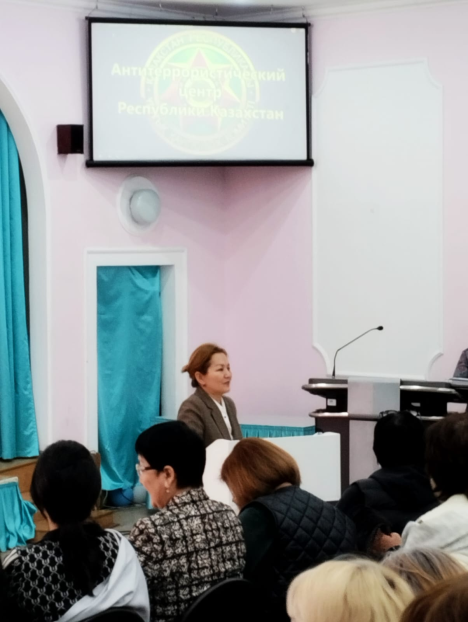 Антитеррористический
Центр
Республики Казахстан